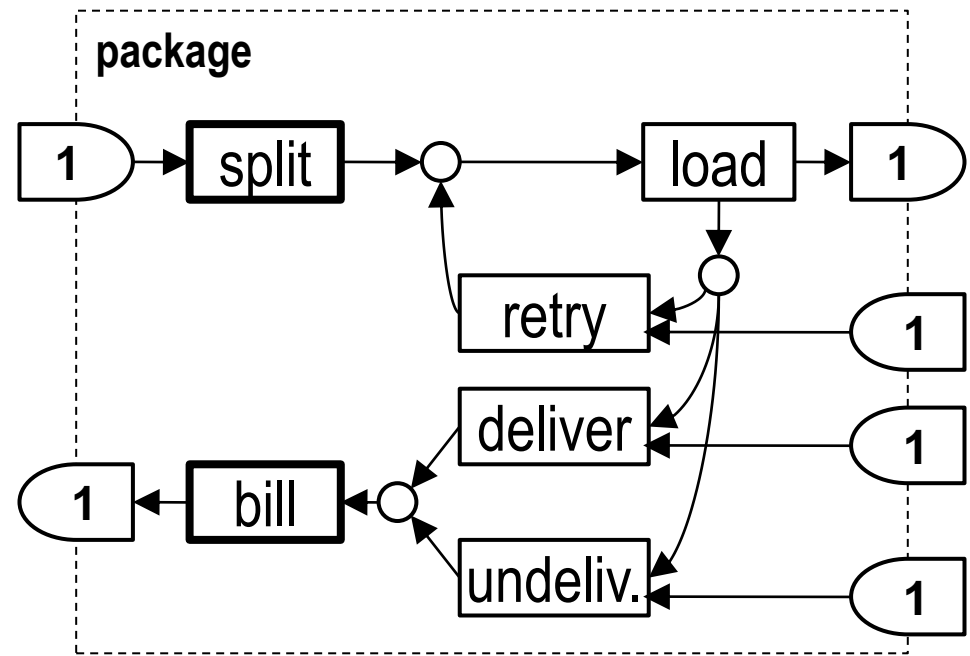 package
1 split load 1
retry 1
deliver 1
1 bill
undeliv. 1